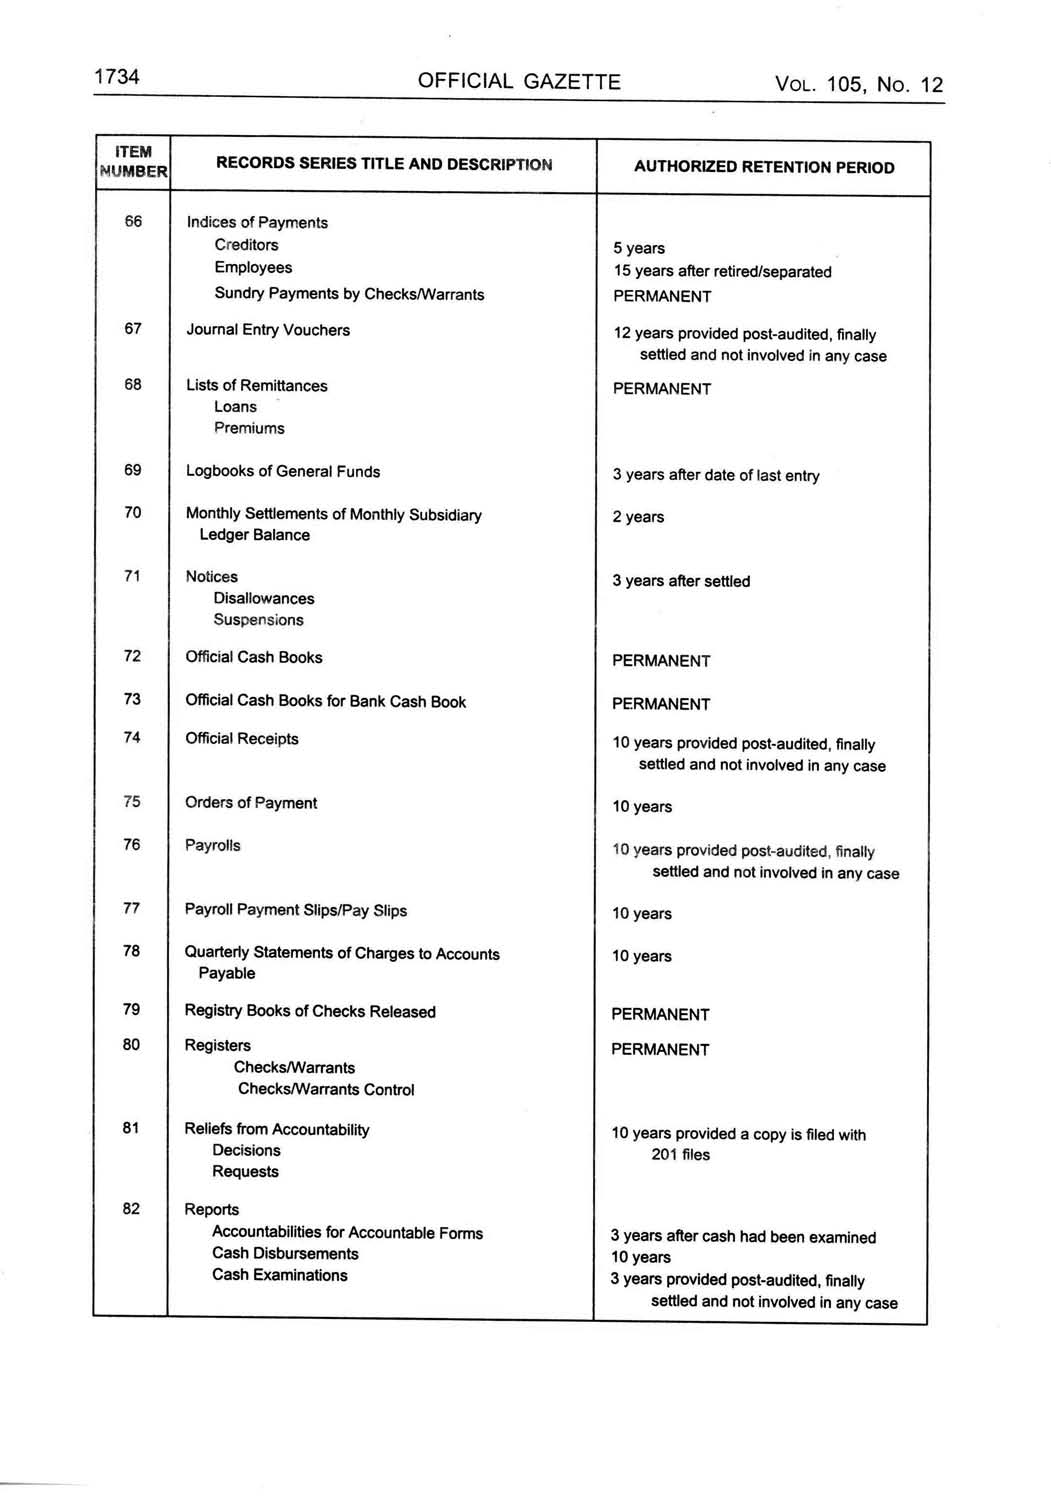 1734 OFFICIAL GAZETTE VOL. 105, NO. 12
ITEM NUMBER RECORDS SERIES TITLE AND DESCRIPTION AUTHORIZED RETENTION PERIOD
66 Indices of Payments
Creditors 5 years
Employees 15 years after retired/separated
Sundry Payments by Checks/Warrants PERMANENT
67 Journal Entry Vouchers 12 years provided post-audited, finally
settled and not involved in any case
68 Lists of Remittances PERMANENT
Loans
Premiums
69 Logbooks of General Funds 3 years after date of last entry
70 Monthly Settlements of Monthly Subsidiary 2 years
Ledger Balance
71 Notices 3 years after settled
Disallowances
Suspensions
72 Official Cash Books PERMANENT
73 Official Cash Books for Bank Cash Book PERMANENT
74 Official Receipts 10 years provided post-audited, finally
settled and not involved in any case
75 Orders of Payment 10 years
76 Payrolls 10 years provided post-audited, finally
settled and not involved in any case
77 Payroll Payment Slips/Pay Slips 10 years
78 Quarterly Statements of Charges to Accounts 10 years
Payable
79 Registry Books of Checks Released PERMANENT
80 Registers PERMANENT
Checks/Warrants
Checks/Warrants Control
81 Reliefs from Accountability 10 years provided a copy is filed with
Decisions 201 files
Requests
82 Reports
Accountabilities for Accountable Forms 3 years after cash had been examined
Cash Disbursements 10 years
Cash Examinations 3 years provided post-audited, finally
settled and not involved in any case